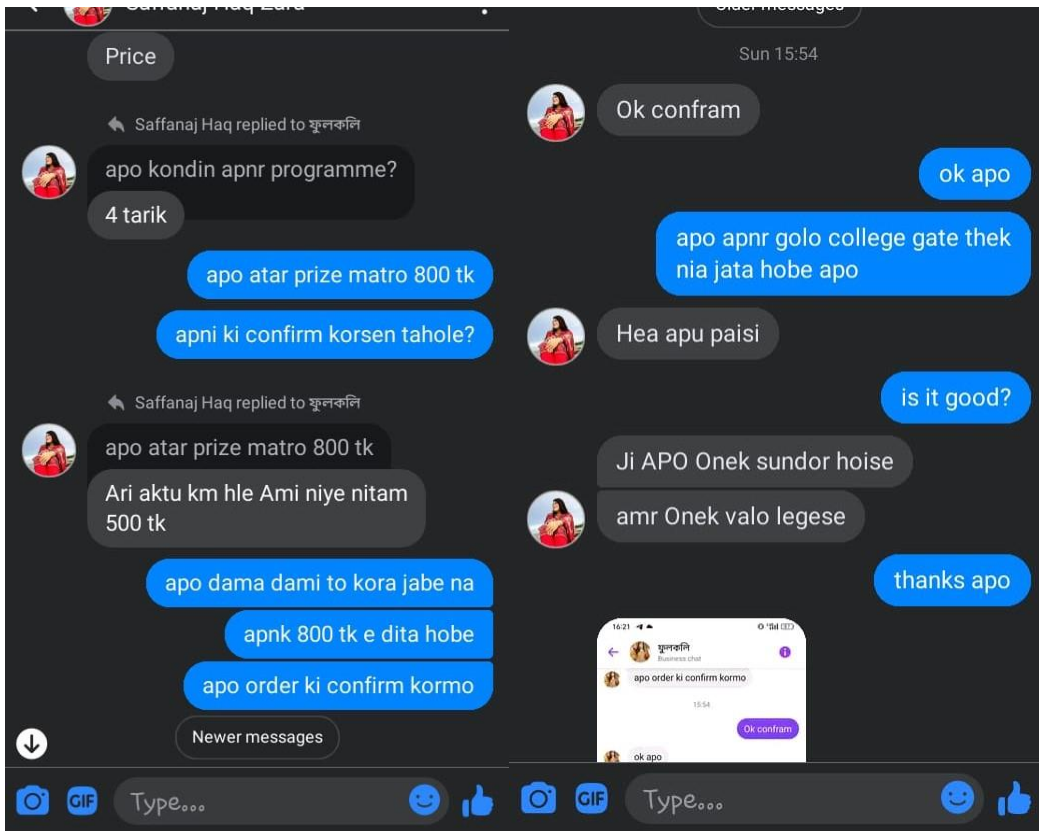 Price
Saffanaj Haq replied to ফুলকলি
apo kondin apnr programme?
4 tarik
apo atar prize matro 800 tk
apni ki confirm korsen tahole?
Saffanaj Haq replied to ফুলকলি
apo atar prize matro 800 tk
Ari aktu km hle Ami niye nitam
500 tk
apo dama dami to kora jabe na
apnk 800 tk e dita hobe
apo order ki confirm kormo
Newer messages
GIF
Type...
Sun 15:54
Ok confram
ok apo
apo apnr golo college gate thek
nia jata hobe apo
Hea apu paisi
is it good?
Ji APO Onek sundor hoise
amr Onek valo legese
thanks apo
16:21
ফুলকলি
Business chat
apo order ki confirm kormo
15:54
Ok confram
ok apo
GIF
Type...